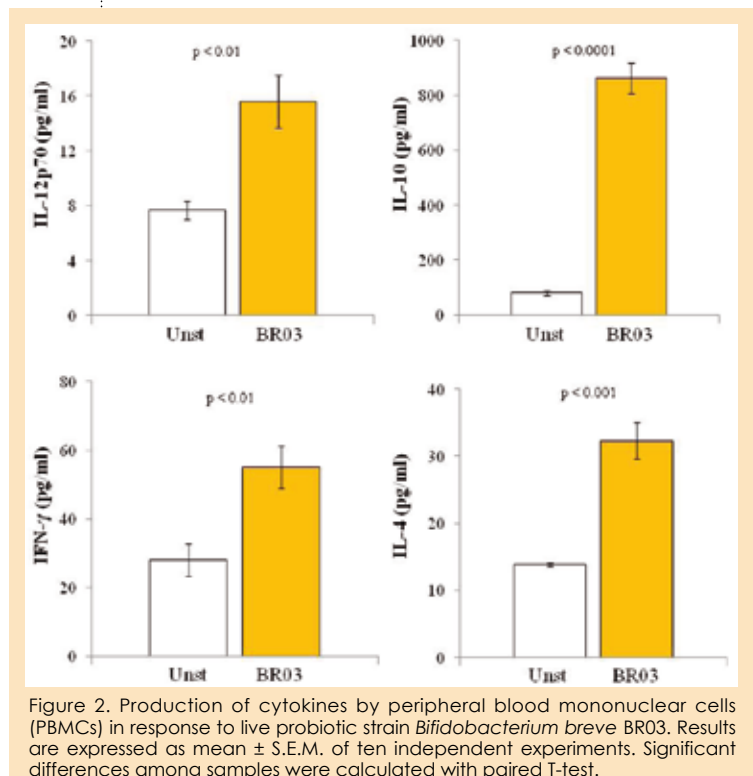 p < 0.01
IL-12p70 (pg/ml)
20
16
12
8
4
0
Unst BR03
p < 0.0001
IL-10 (pg/ml)
1000
800
600
400
200
0
Unst BR03
p < 0.01
IFN-γ (pg/ml)
80
60
40
20
0
Unst BR03
p < 0.001
IL-4 (pg/ml)
40
30
20
10
0
Unst BR03
Figure 2. Production of cytokines by peripheral blood mononuclear cells
(PBMCs) in response to live probiotic strain Bifidobacterium breve BR03. Results
are expressed as mean ± S.E.M. of ten independent experiments. Significant
differences among samples were calculated with paired T-test.